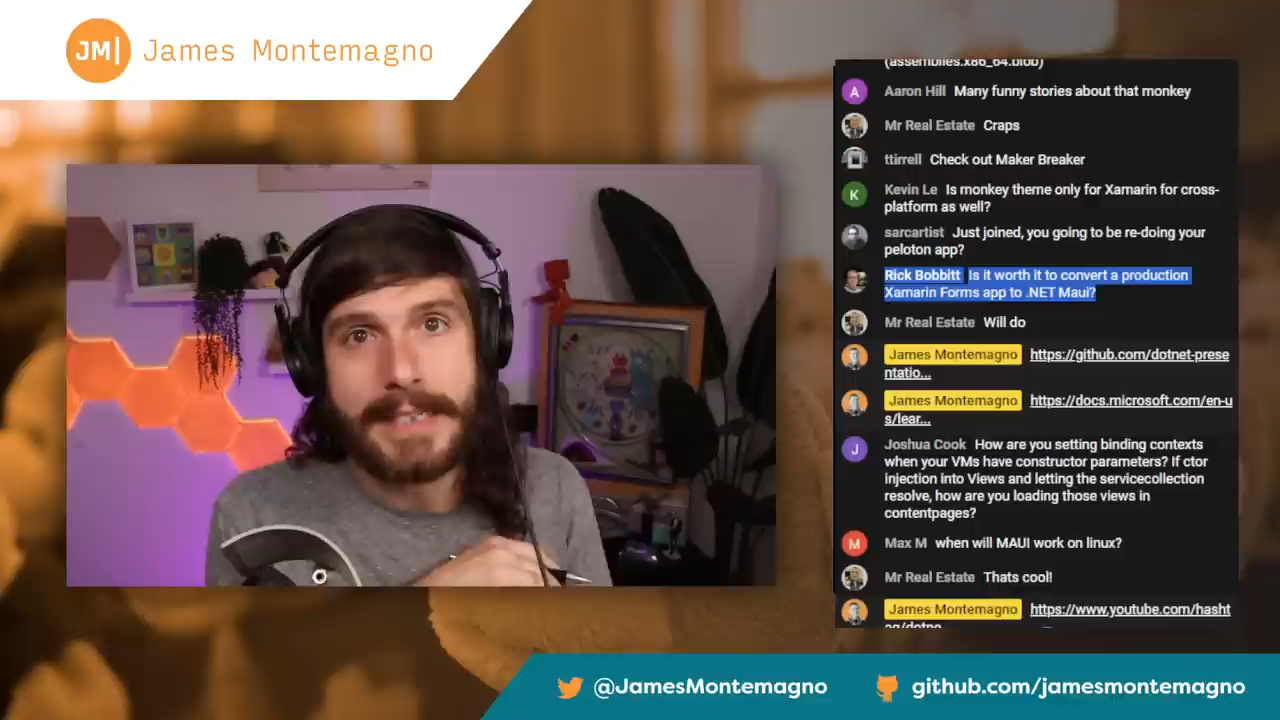 JM| James Montemagno
(assemblies.x86_64.blob)
A Aaron Hill Many funny stories about that monkey
Mr Real Estate Craps
ttirrell Check out Maker Breaker
K Kevin Le Is monkey theme only for Xamarin for cross-
platform as well?
sarcartist Just joined, you going to be re-doing your
peloton app?
Rick Bobbitt Is it worth it to convert a production
Xamarin Forms app to .NET Maui?
Mr Real Estate Will do
James Montemagno https://github.com/dotnet-prese
ntatio...
James Montemagno https://docs.microsoft.com/en-u
s/lear...
J Joshua Cook How are you setting binding contexts
when your VMs have constructor parameters? If ctor
injection into Views and letting the servicecollection
resolve, how are you loading those views in
contentpages?
M Max M when will MAUI work on linux?
Mr Real Estate Thats cool!
James Montemagno https://www.youtube.com/hasht
ag/dotne
@JamesMontemagno github.com/jamesmontemagno